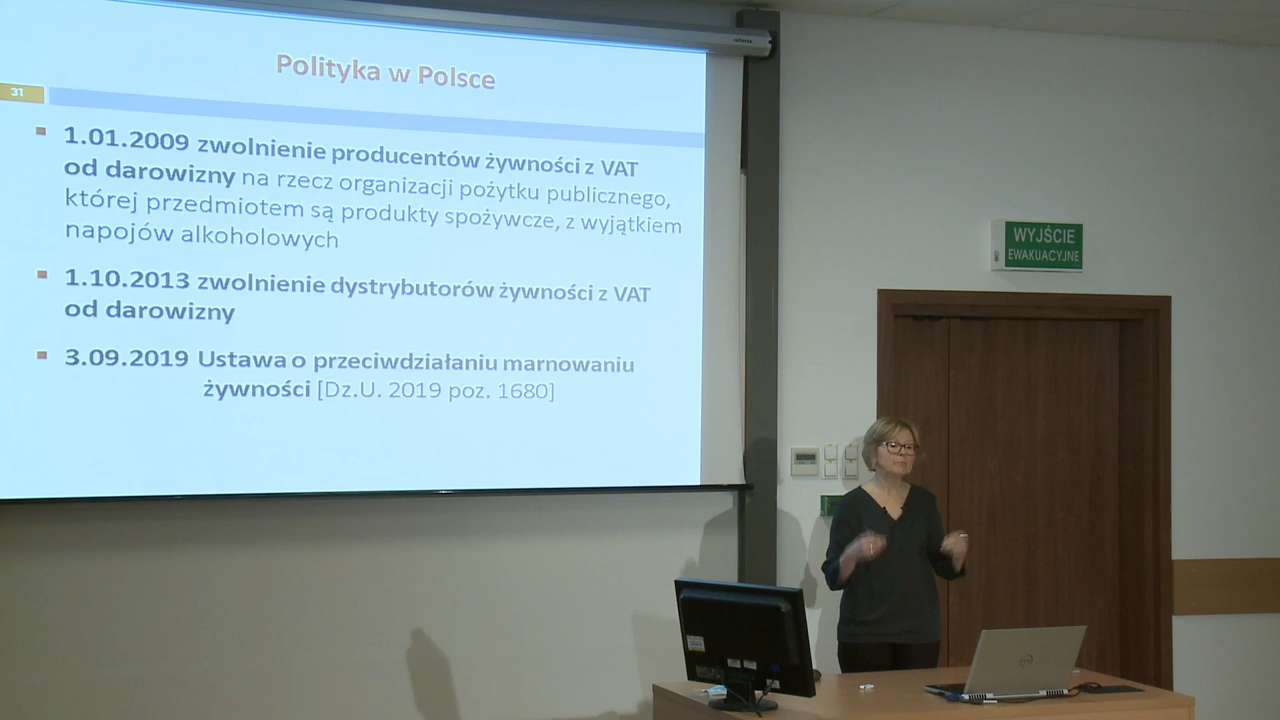 Polityka w Polsce
31
1.01.2009 zwolnienie producentów żywności z VAT
od darowizny na rzecz organizacji pożytku publicznego,
której przedmiotem są produkty spożywcze, z wyjątkiem
napojów alkoholowych
1.10.2013 zwolnienie dystrybutorów żywności z VAT
od darowizny
3.09.2019 Ustawa o przeciwdziałaniu marnowaniu
żywności [Dz.U. 2019 poz. 1680]
WYJŚCIE
EWAKUACYJNE